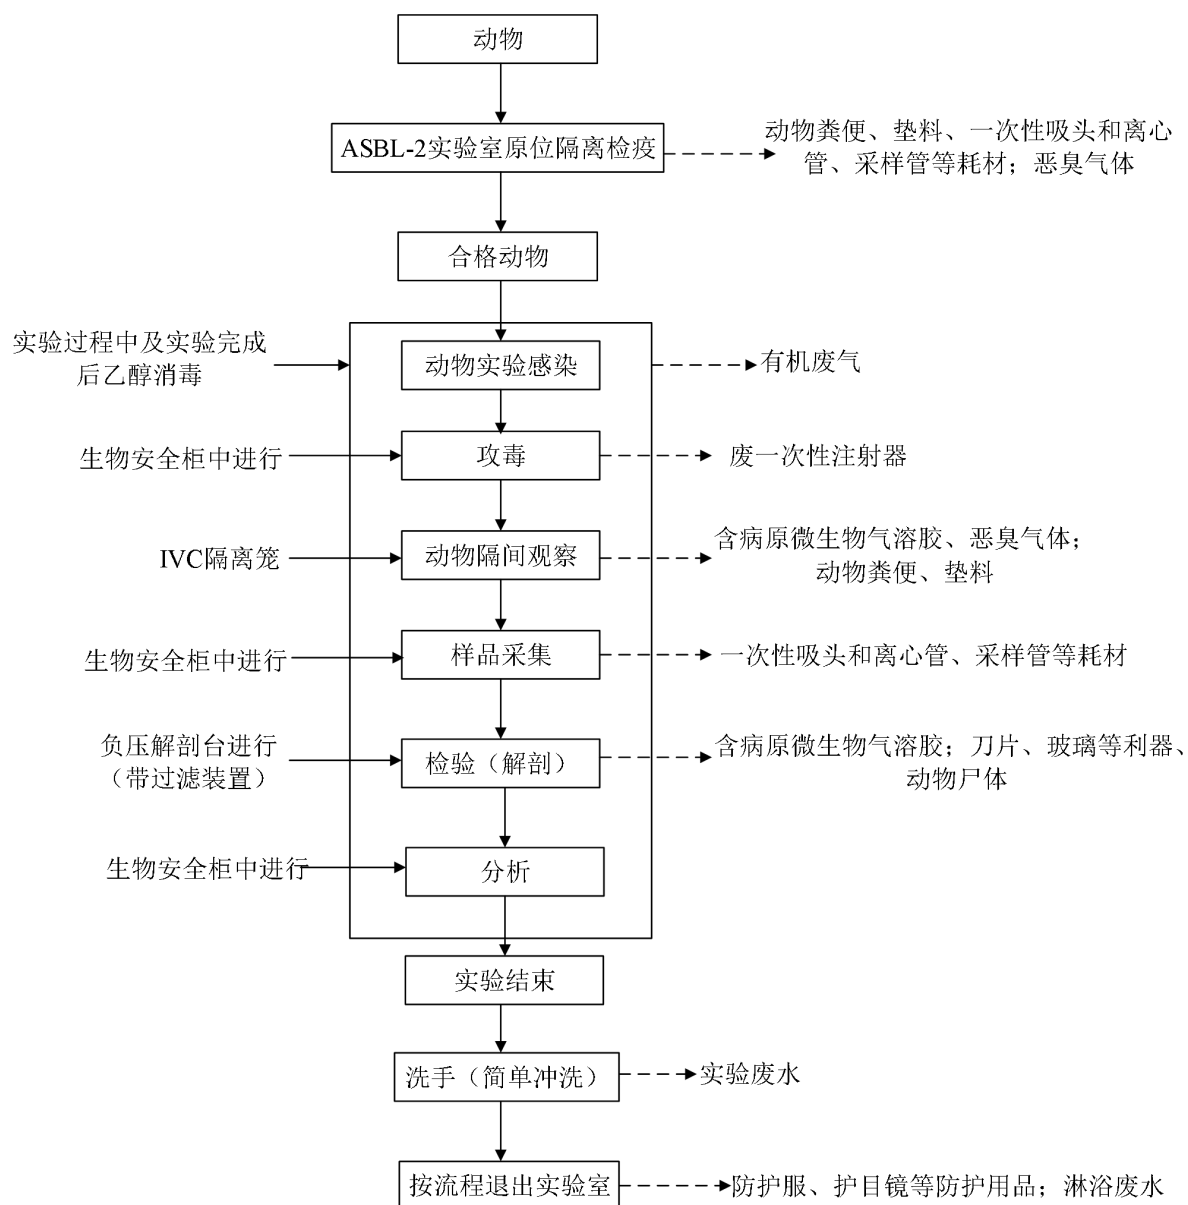 动物
ASBL-2实验室原位隔离检疫
动物粪便、垫料、一次性吸头和离心
管、采样管等耗材；恶臭气体
合格动物
实验过程中及实验完成
后乙醇消毒
动物实验感染
有机废气
生物安全柜中进行
攻毒
废一次性注射器
IVC隔离笼
动物隔间观察
含病原微生物气溶胶、恶臭气体；
动物粪便、垫料
生物安全柜中进行
样品采集
一次性吸头和离心管、采样管等耗材
负压解剖台进行
（带过滤装置）
检验（解剖）
含病原微生物气溶胶；刀片、玻璃等利器、
动物尸体
生物安全柜中进行
分析
实验结束
洗手（简单冲洗）
实验废水
按流程退出实验室
防护服、护目镜等防护用品；淋浴废水